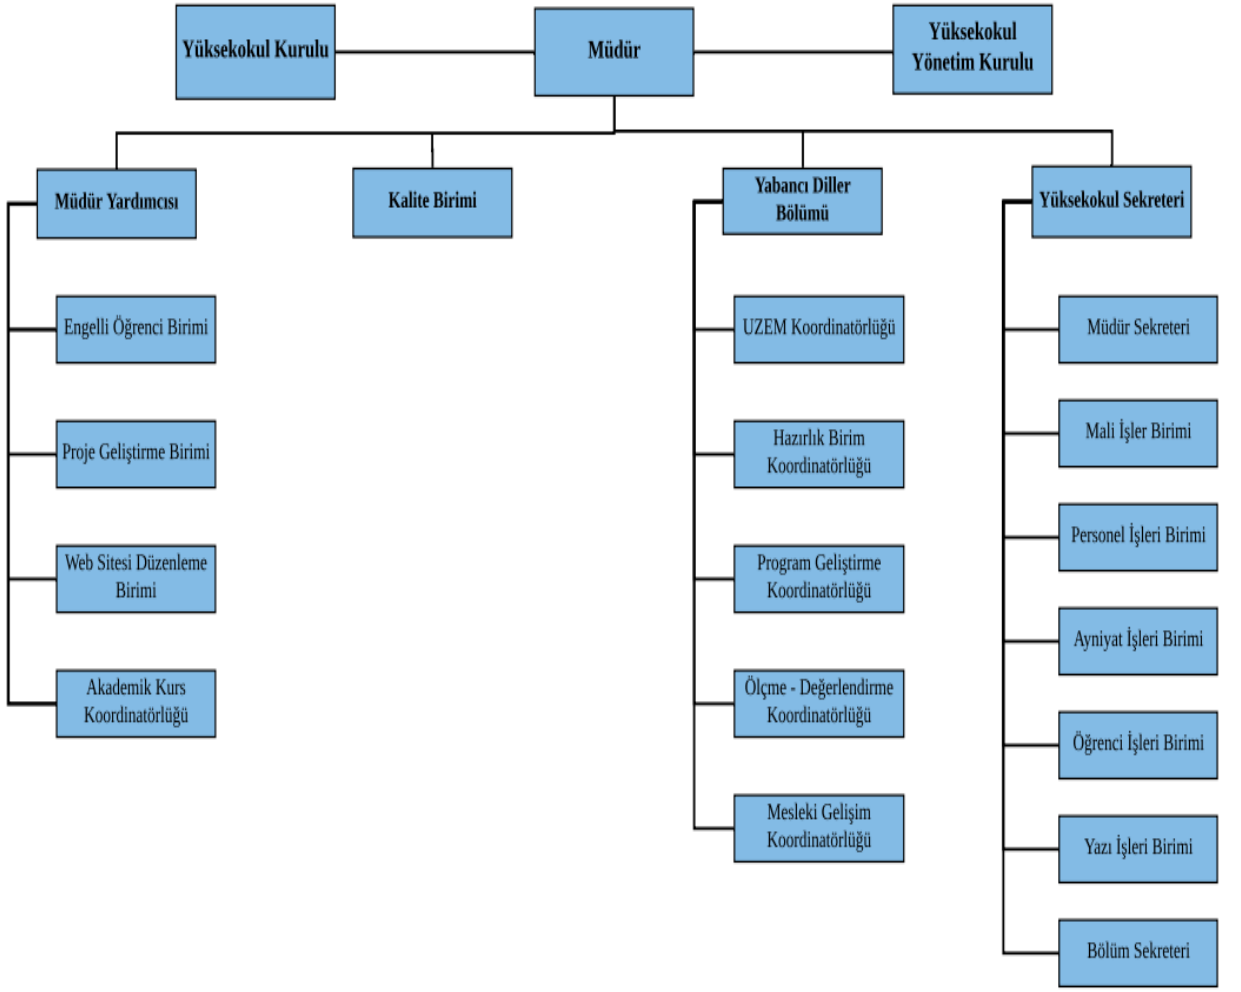 Yüksekokul Kurulu
Müdür
Yüksekokul
Yönetim Kurulu
Müdür Yardımcısı
Kalite Birimi
Yabancı Diller
Bölümü
Yüksekokul Sekreteri
Engelli Öğrenci Birimi
Proje Geliştirme Birimi
Web Sitesi Düzenleme
Birimi
Akademik Kurs
Koordinatörlüğü
UZEM Koordinatörlüğü
Hazırlık Birim
Koordinatörlüğü
Program Geliştirme
Koordinatörlüğü
Ölçme - Değerlendirme
Koordinatörlüğü
Mesleki Gelişim
Koordinatörlüğü
Müdür Sekreteri
Mali İşler Birimi
Personel İşleri Birimi
Ayniyat İşleri Birimi
Öğrenci İşleri Birimi
Yazı İşleri Birimi
Bölüm Sekreteri